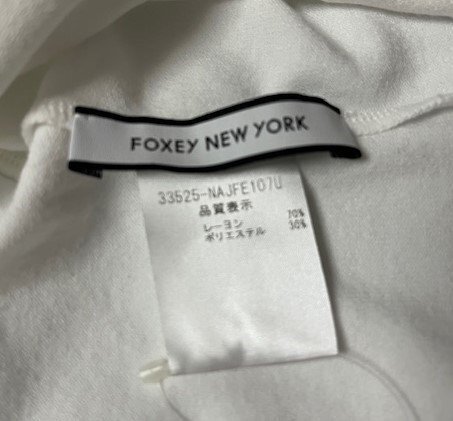 FOXEY NEW YORK
33525-NAJFE107U
品質表示
レーヨン 70%
ポリエステル 30%